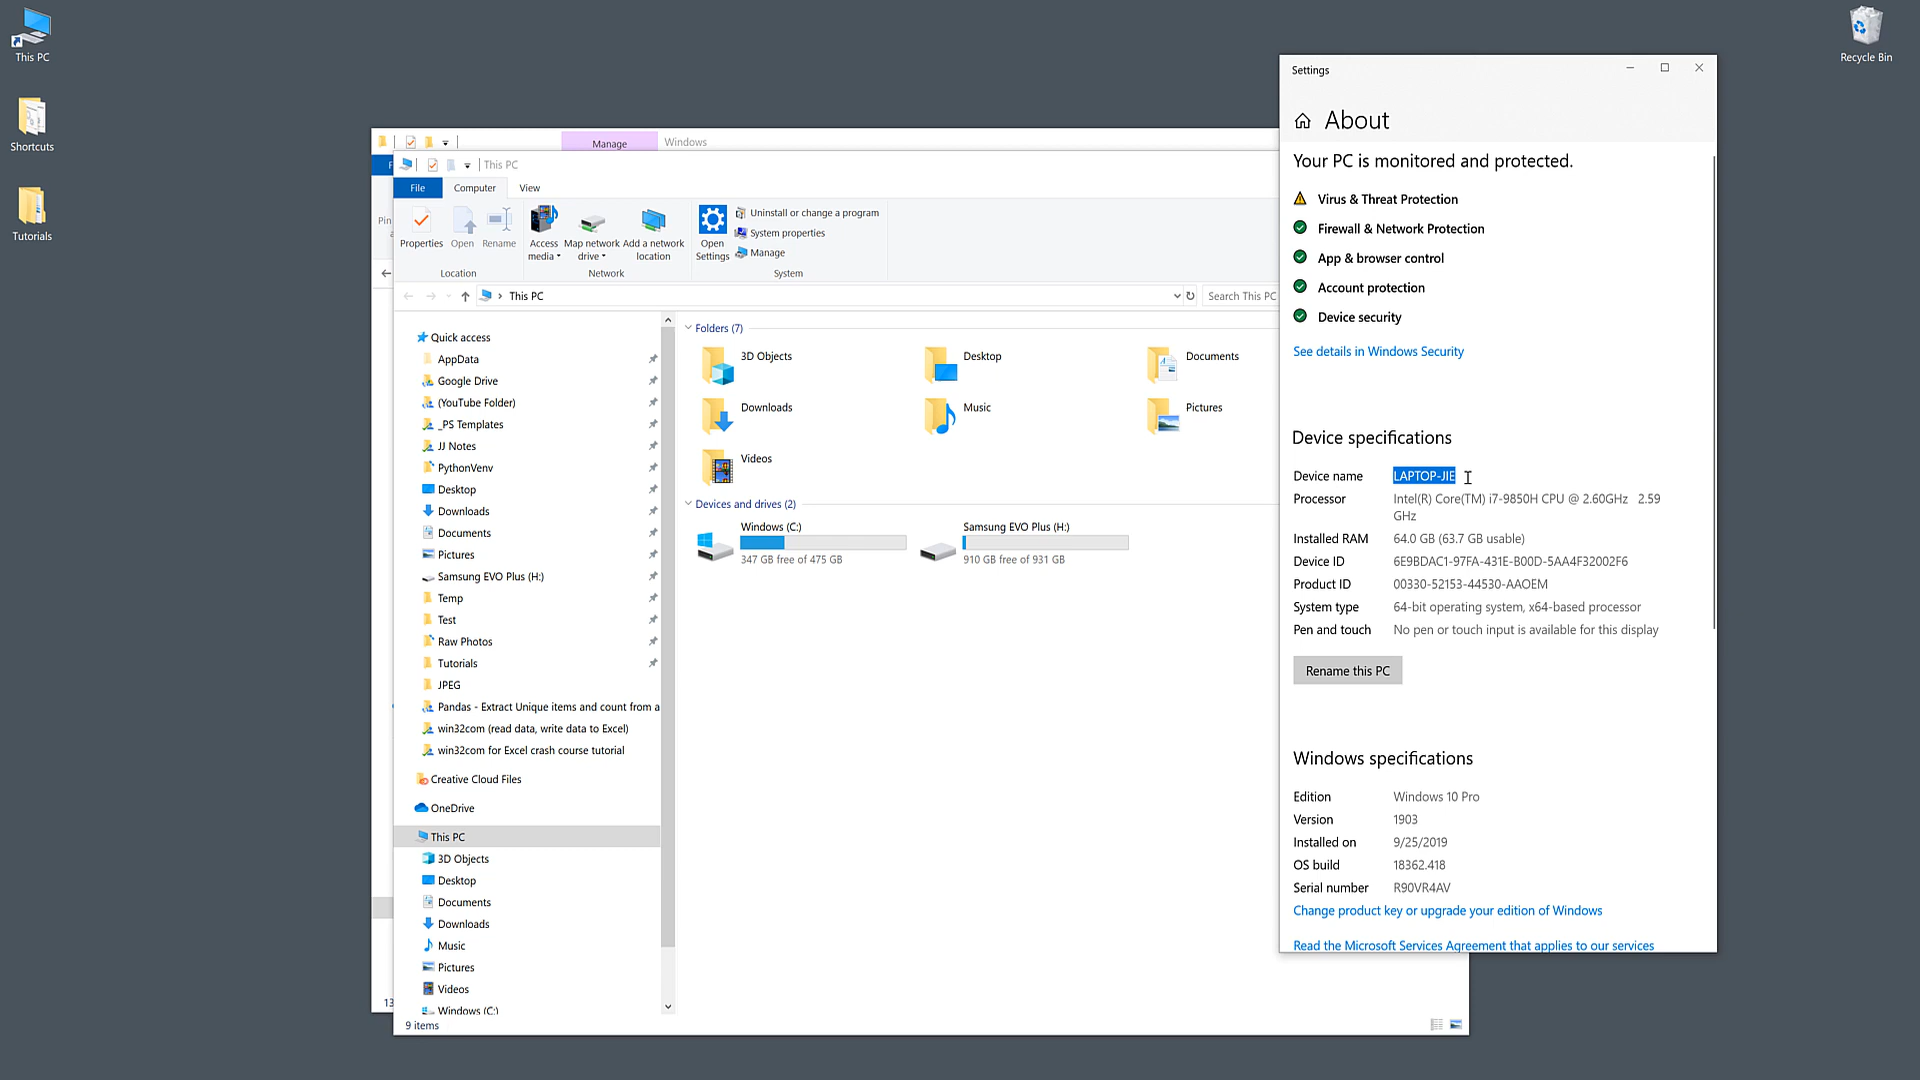 This PC
Shortcuts
Tutorials
Recycle Bin
Manage
Windows
This PC
File
Computer
View
Properties
Open
Rename
Access media
Map network drive
Add a network location
Open Settings
Uninstall or change a program
System properties
Manage
Location
Network
System
This PC
Search This PC
Quick access
AppData
Google Drive
(YouTube Folder)
_PS Templates
JJ Notes
PythonVenv
Desktop
Downloads
Documents
Pictures
Samsung EVO Plus (H:)
Temp
Test
Raw Photos
Tutorials
JPEG
Pandas - Extract Unique items and count from a
win32com (read data, write data to Excel)
win32com for Excel crash course tutorial
Creative Cloud Files
OneDrive
This PC
3D Objects
Desktop
Documents
Downloads
Music
Pictures
Videos
Windows (C:)
9 items
Folders (7)
3D Objects
Desktop
Documents
Downloads
Music
Pictures
Videos
Devices and drives (2)
Windows (C:)
347 GB free of 475 GB
Samsung EVO Plus (H:)
910 GB free of 931 GB
Settings
About
Your PC is monitored and protected.
Virus & Threat Protection
Firewall & Network Protection
App & browser control
Account protection
Device security
See details in Windows Security
Device specifications
Device name LAPTOP-JIE
Processor Intel(R) Core(TM) i7-9850H CPU @ 2.60GHz 2.59
GHz
Installed RAM 64.0 GB (63.7 GB usable)
Device ID 6E9BDAC1-97FA-431E-B00D-5AA4F32002F6
Product ID 00330-52153-44530-AAOEM
System type 64-bit operating system, x64-based processor
Pen and touch No pen or touch input is available for this display
Rename this PC
Windows specifications
Edition Windows 10 Pro
Version 1903
Installed on 9/25/2019
OS build 18362.418
Serial number R90VR4AV
Change product key or upgrade your edition of Windows
Read the Microsoft Services Agreement that applies to our services